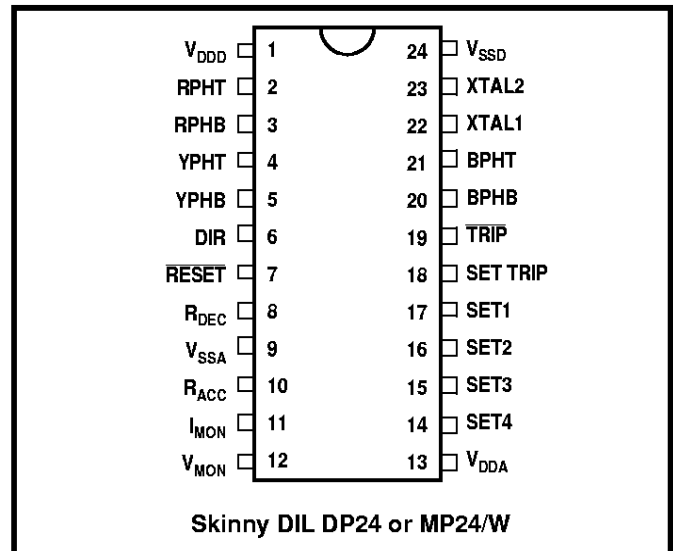 VDDD 1 24 VSSD
RPHT 2 23 XTAL2
RPHB 3 22 XTAL1
YPHT 4 21 BPHT
YPHB 5 20 BPHB
DIR 6 19 TRIP
RESET 7 18 SET TRIP
RDEC 8 17 SET1
VSSA 9 16 SET2
RACC 10 15 SET3
IMON 11 14 SET4
VMON 12 13 VDDA
Skinny DIL DP24 or MP24/W